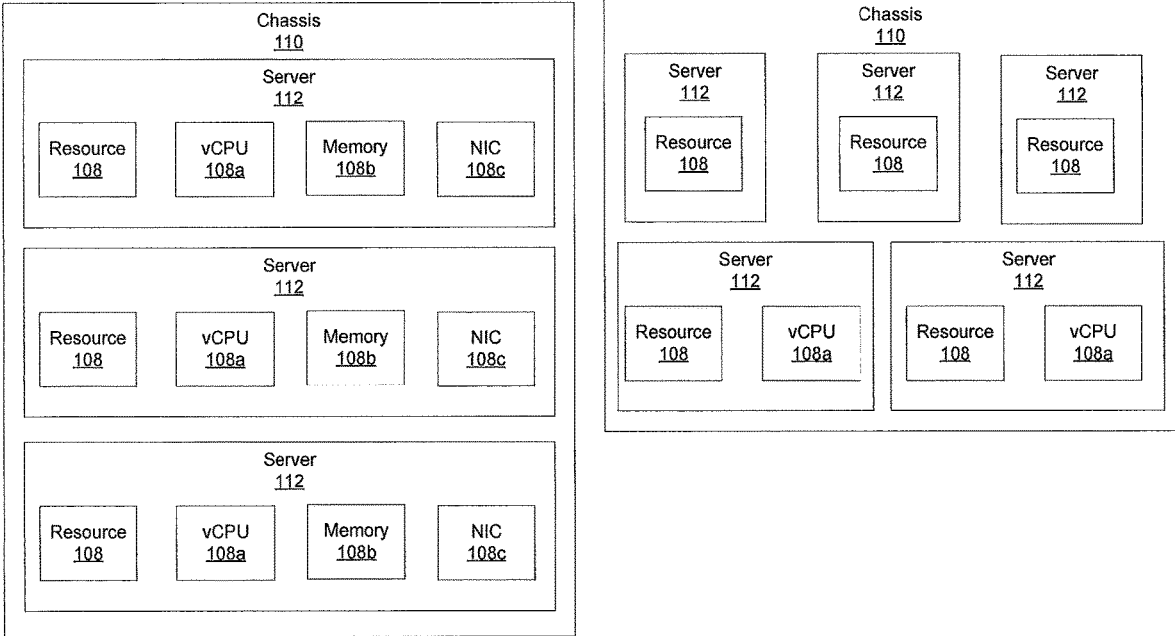 Chassis
110
Server
112
Resource
108
vCPU
108a
Memory
108b
NIC
108c
Server
112
Resource
108
vCPU
108a
Memory
108b
NIC
108c
Server
112
Resource
108
vCPU
108a
Memory
108b
NIC
108c
Chassis
110
Server
112
Resource
108
Server
112
Resource
108
Server
112
Resource
108
Server
112
Resource
108
vCPU
108a
Server
112
Resource
108
vCPU
108a